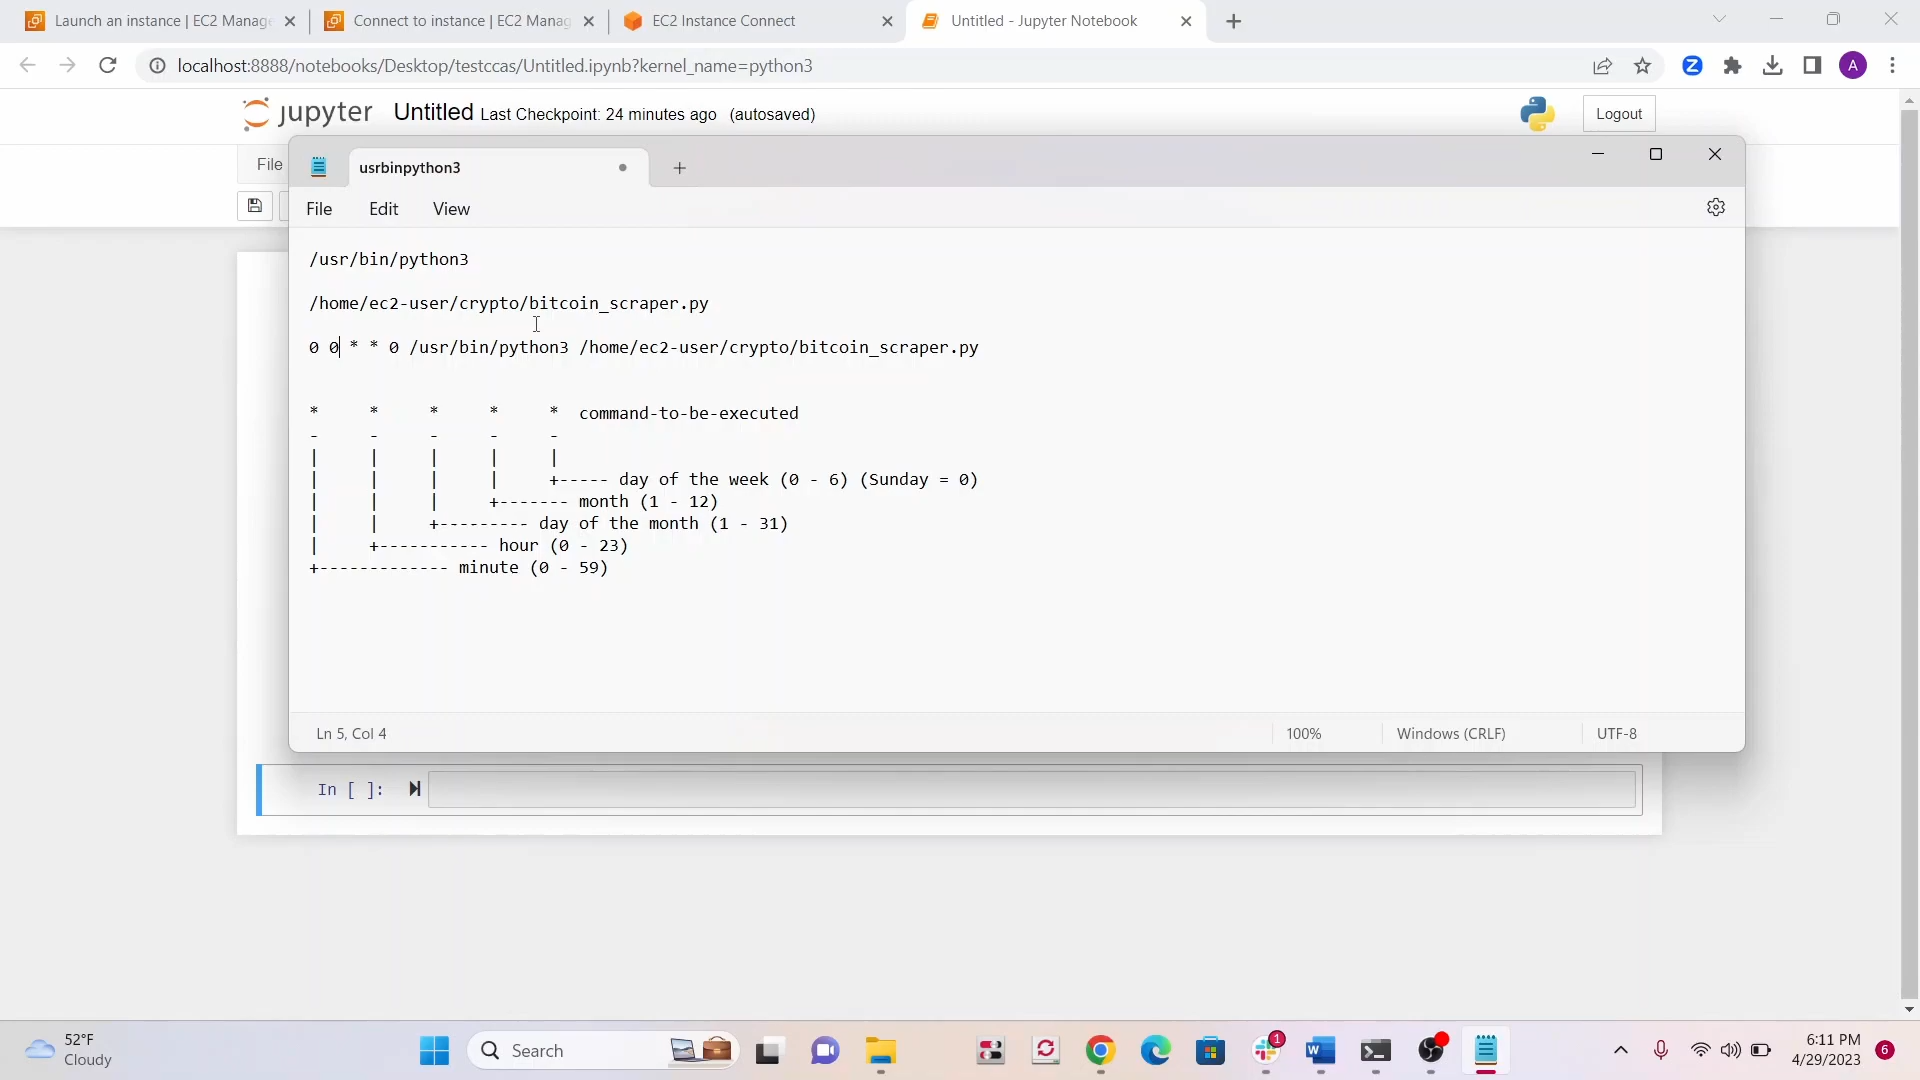 Launch an instance | EC2 Manage
Connect to instance | EC2 Manag
EC2 Instance Connect
Untitled - Jupyter Notebook
localhost:8888/notebooks/Desktop/testccas/Untitled.ipynb?kernel_name=python3
Z
A
jupyter Untitled Last Checkpoint: 24 minutes ago (autosaved)
Logout
File
usrbinpython3
File Edit View
/usr/bin/python3
/home/ec2-user/crypto/bitcoin_scraper.py
0 0 * * 0 /usr/bin/python3 /home/ec2-user/crypto/bitcoin_scraper.py
*     *     *     *     *  command-to-be-executed
-     -     -     -     -
|     |     |     |     |
|     |     |     |     +----- day of the week (0 - 6) (Sunday = 0)
|     |     |     +------- month (1 - 12)
|     |     +--------- day of the month (1 - 31)
|     +----------- hour (0 - 23)
+------------- minute (0 - 59)
Ln 5, Col 4
100%
Windows (CRLF)
UTF-8
In [ ]:
52°F
Cloudy
Search
1
W
6:11 PM
4/29/2023
6